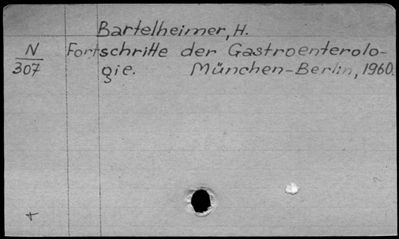 Bartelheimer, H.
N Fortschritte der Gastroenterolo-
307 gie. München-Berlin, 1960.
+